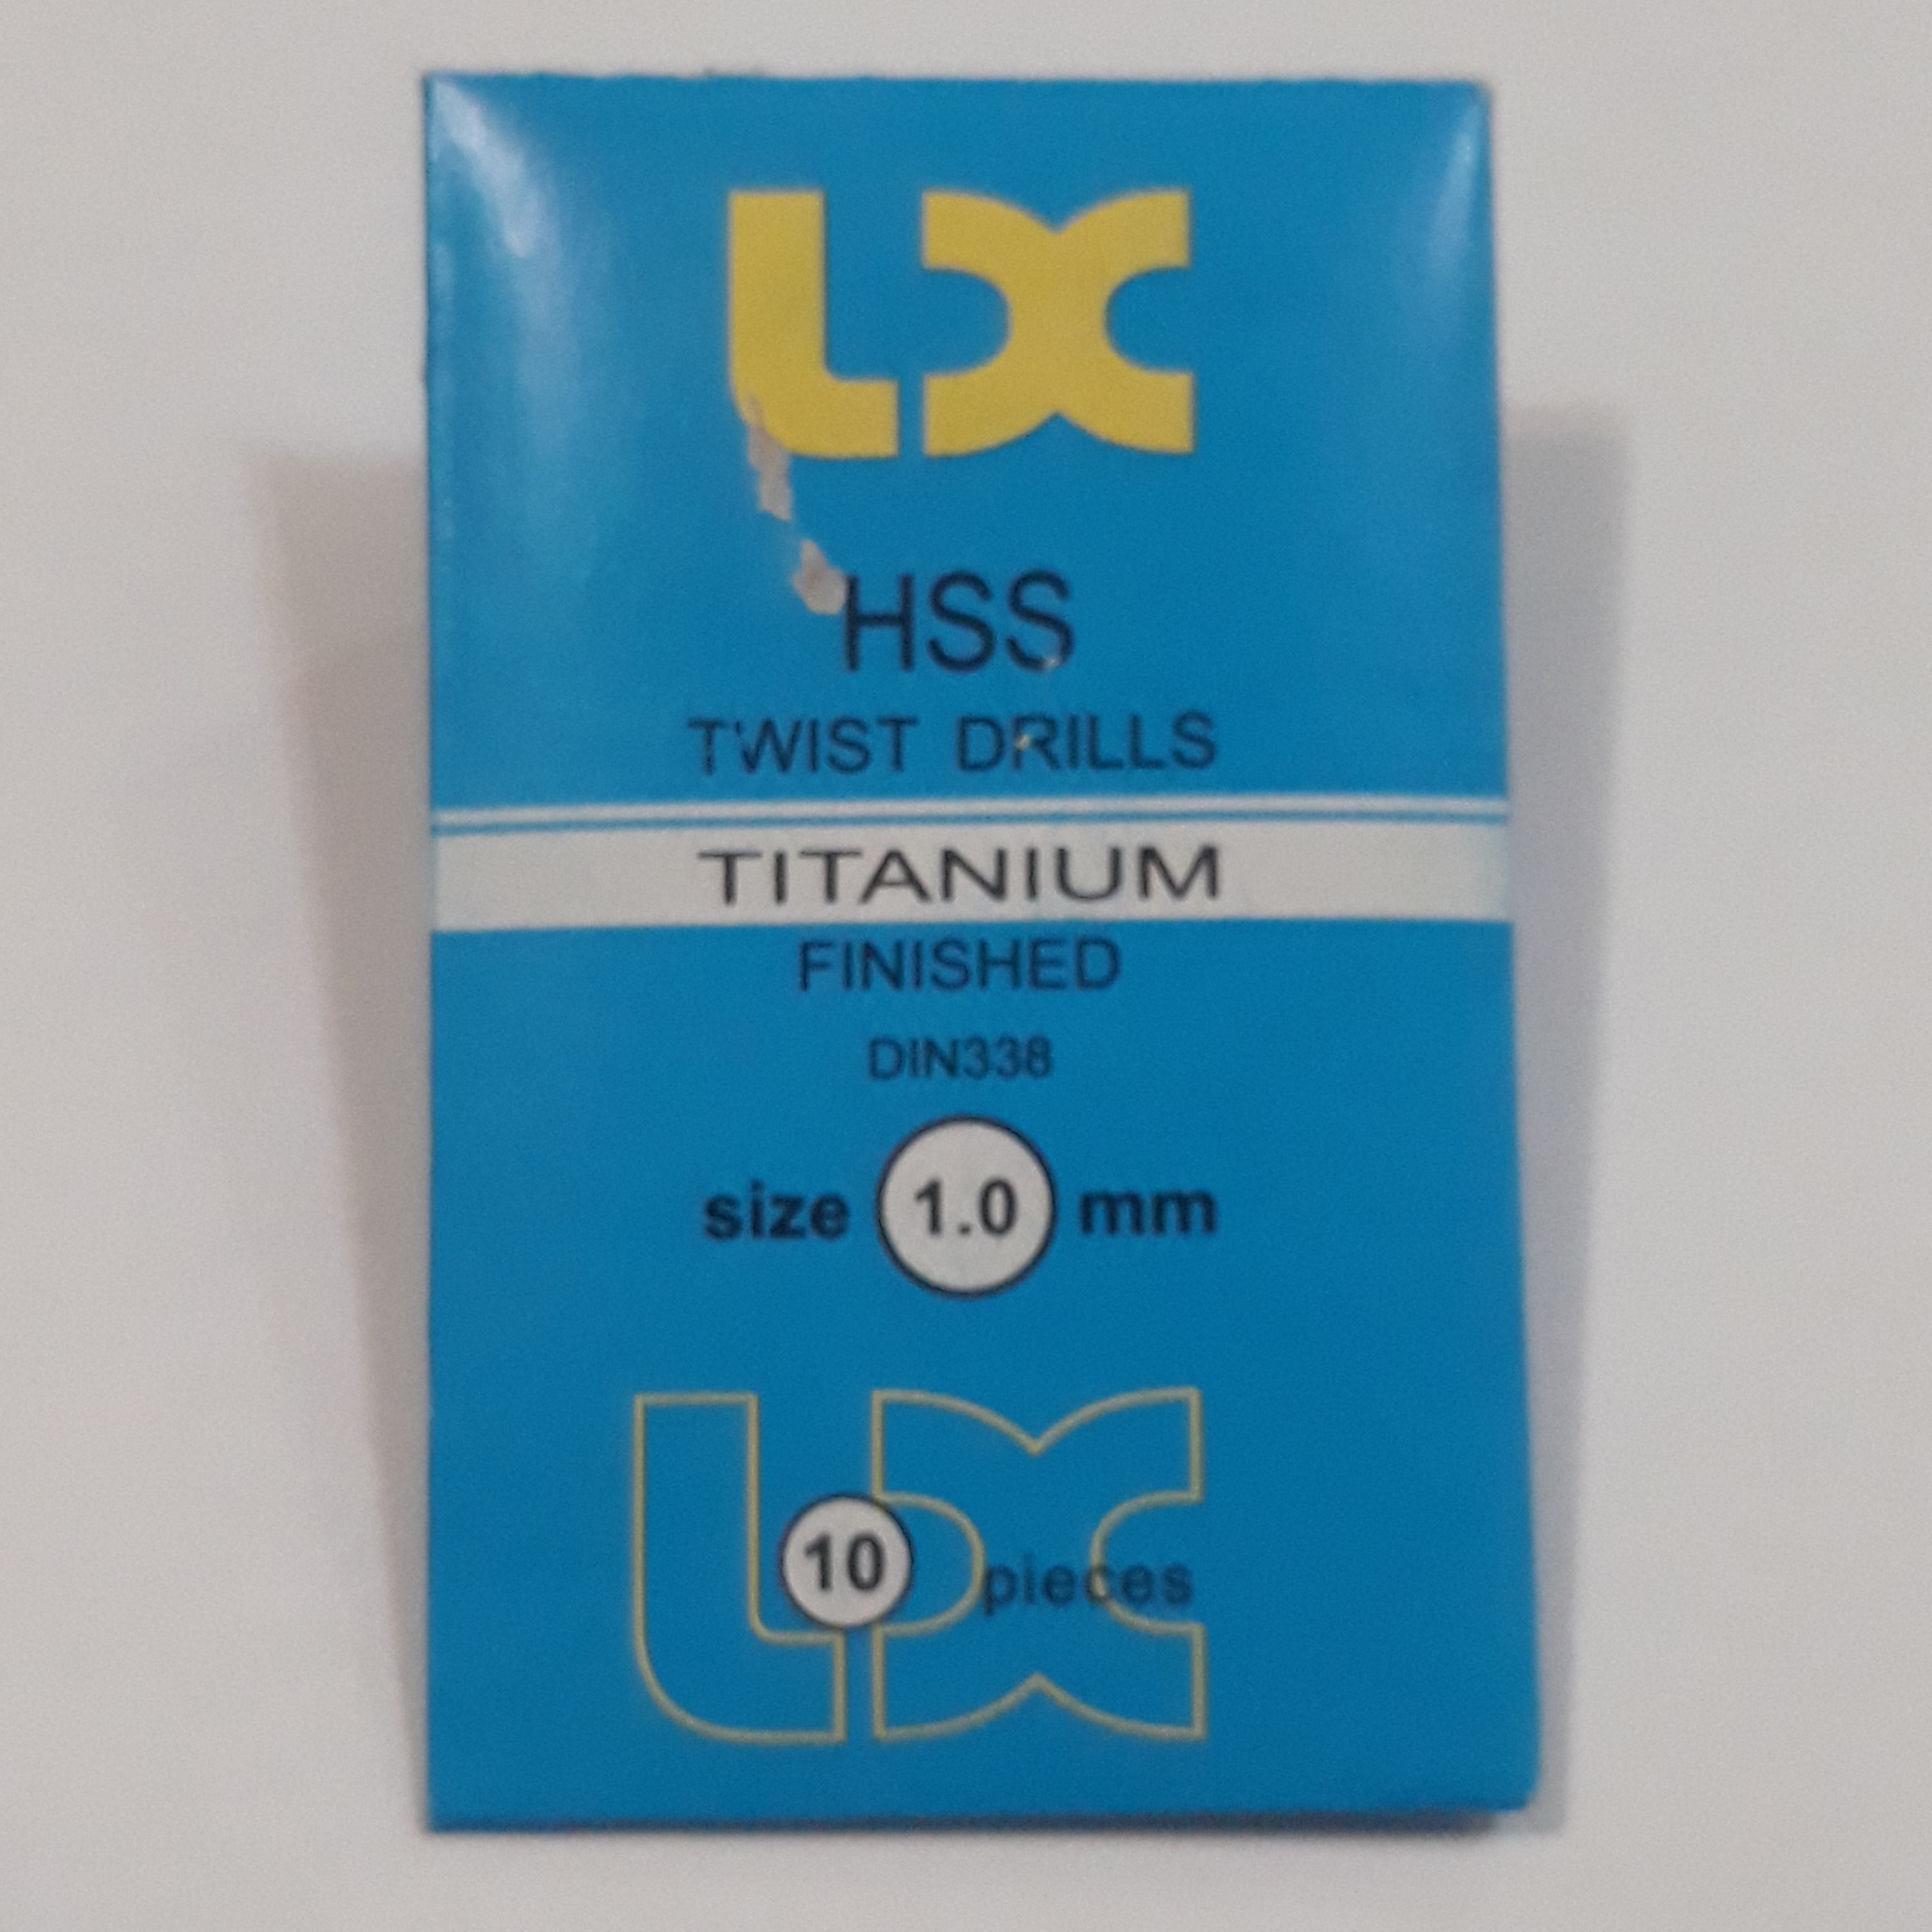 LX
HSS
TWIST DRILLS
TITANIUM
FINISHED
DIN338
size 1.0 mm
LX
10 pieces